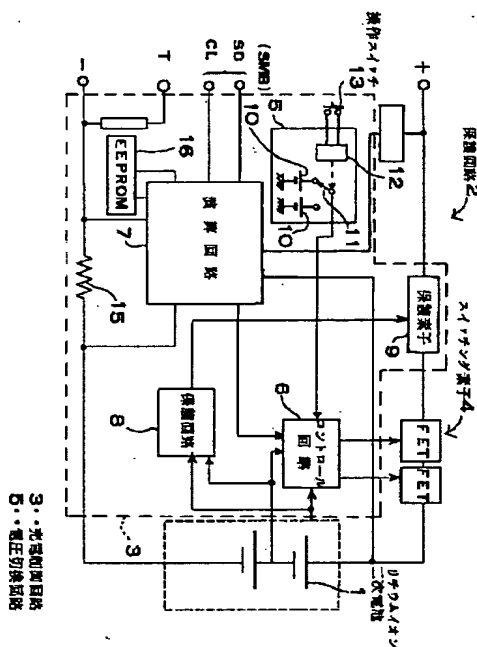 保護回路2
スイッチング素子4
操作スイッチ
13
+
(SMB)
SD
CL
T
-
5
12
10
11
10
保護素子
9
FET
FET
16
EEPROM
演算回路
7
15
保護回路
8
コントロール
回路
6
3
1
リチウムイオン
二次電池
3・・充電制御回路
5・・電圧切換回路